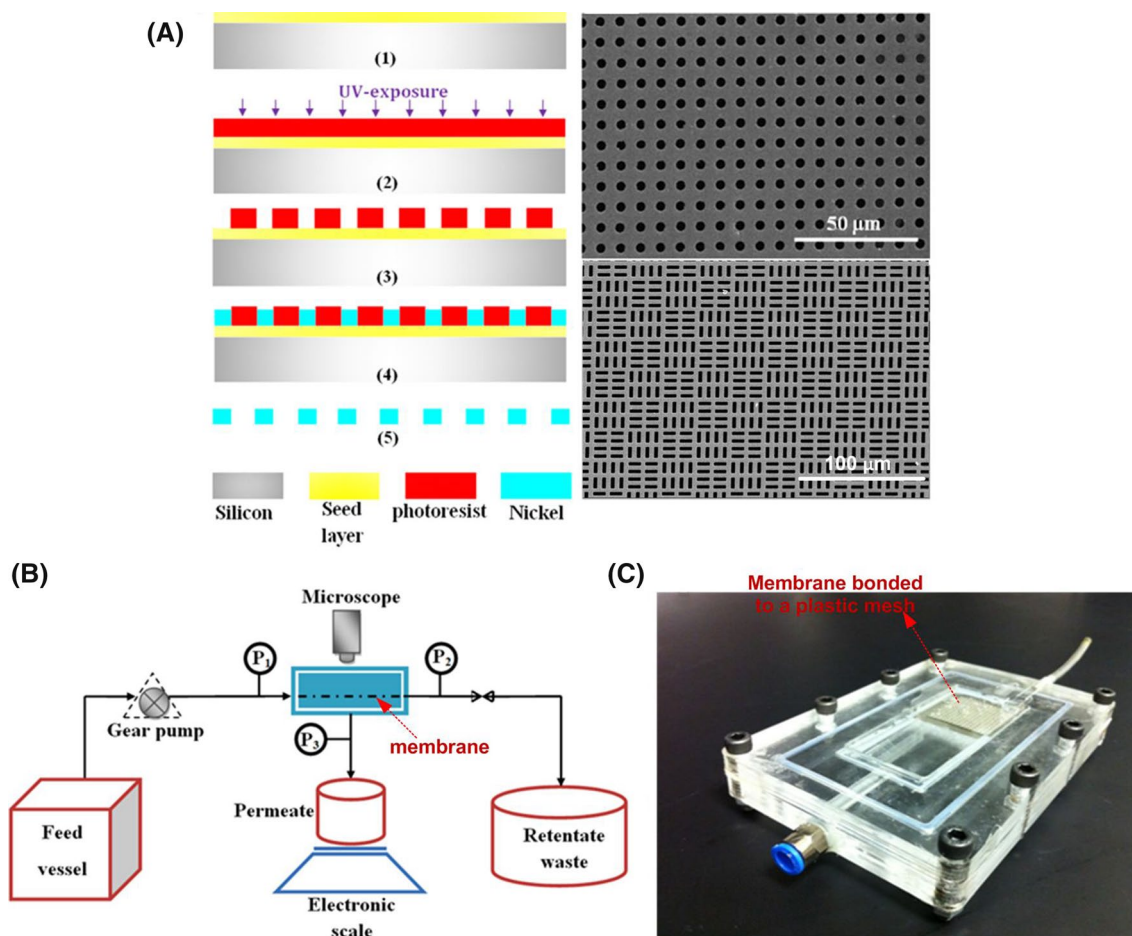 (A)
(1)
UV-exposure
(2)
(3)
(4)
(5)
Silicon
Seed
layer
photoresist
Nickel
50 µm
100 µm
(B)
Microscope
P1
P2
Gear pump
P3
membrane
Feed
vessel
Permeate
Electronic
scale
Retentate
waste
(C)
Membrane bonded
to a plastic mesh